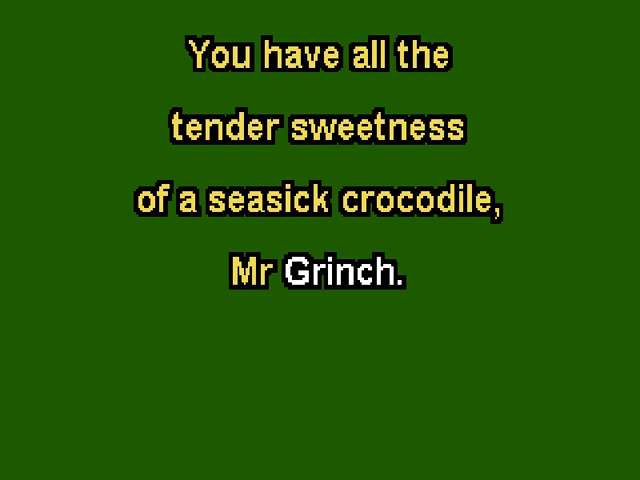 You have all the
tender sweetness
of a seasick crocodile,
Mr Grinch.